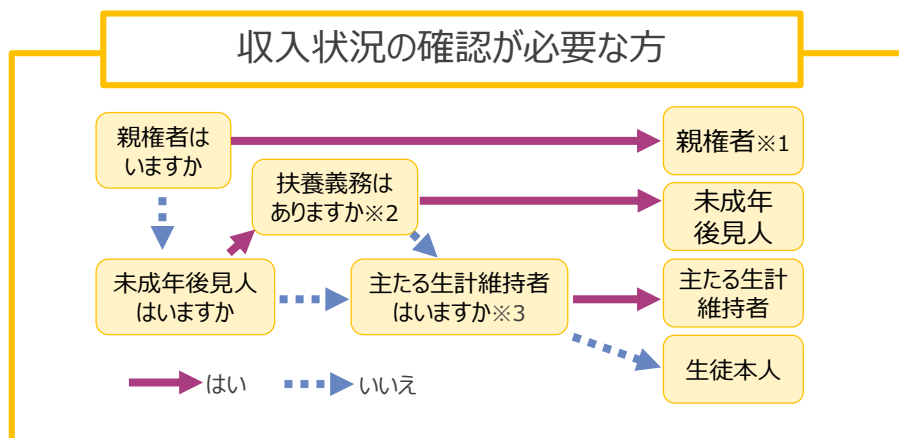 収入状況の確認が必要な方
親権者は
いますか
親権者※1
扶養義務は
ありますか※2
未成年
後見人
未成年後見人
はいますか
主たる生計維持者
はいますか※3
主たる生計
維持者
生徒本人
はい
いいえ